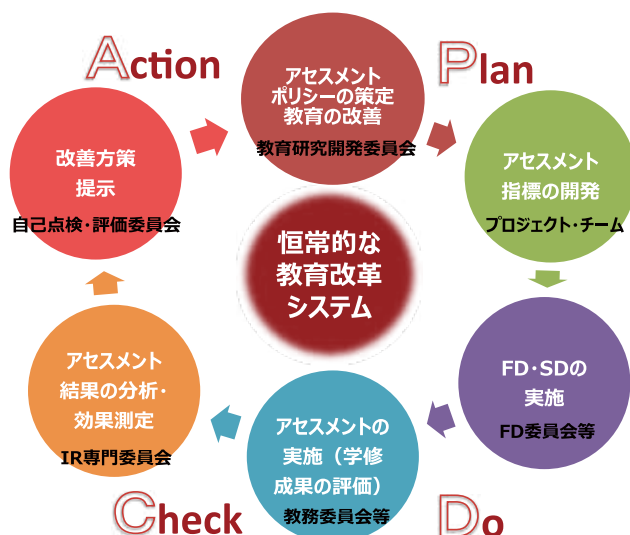 Action
Plan
アセスメント
ポリシーの策定
教育の改善
教育研究開発委員会
アセスメント
指標の開発
プロジェクト・チーム
FD・SDの
実施
FD委員会等
Do
アセスメントの
実施（学修
成果の評価）
教務委員会等
Check
アセスメント
結果の分析・
効果測定
IR専門委員会
改善方策
提示
自己点検・評価委員会
恒常的な
教育改革
システム